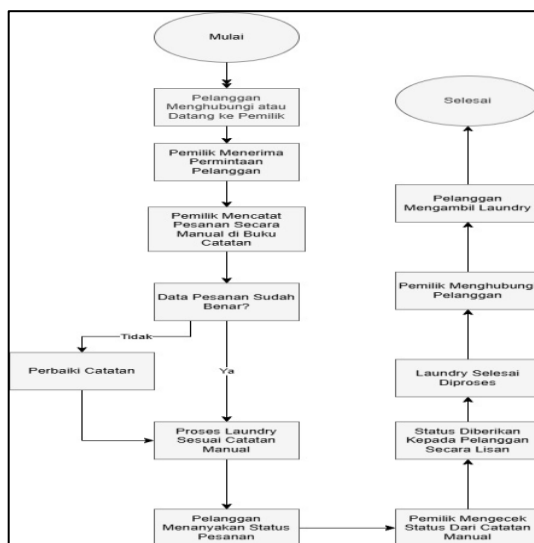 Mulai
Pelanggan
Menghubungi atau
Datang ke Pemilik
Pemilik Menerima
Permintaan
Pelanggan
Pemilik Mencatat
Pesanan Secara
Manual di Buku
Catatan
Data Pesanan Sudah
Benar?
Tidak
Ya
Perbaiki Catatan
Proses Laundry
Sesuai Catatan
Manual
Pelanggan
Menanyakan Status
Pesanan
Pemilik Mengecek
Status Dari Catatan
Manual
Status Diberikan
Kepada Pelanggan
Secara Lisan
Laundry Selesai
Diproses
Pemilik Menghubung
Pelanggan
Pelanggan
Mengambil Laundry
Selesai